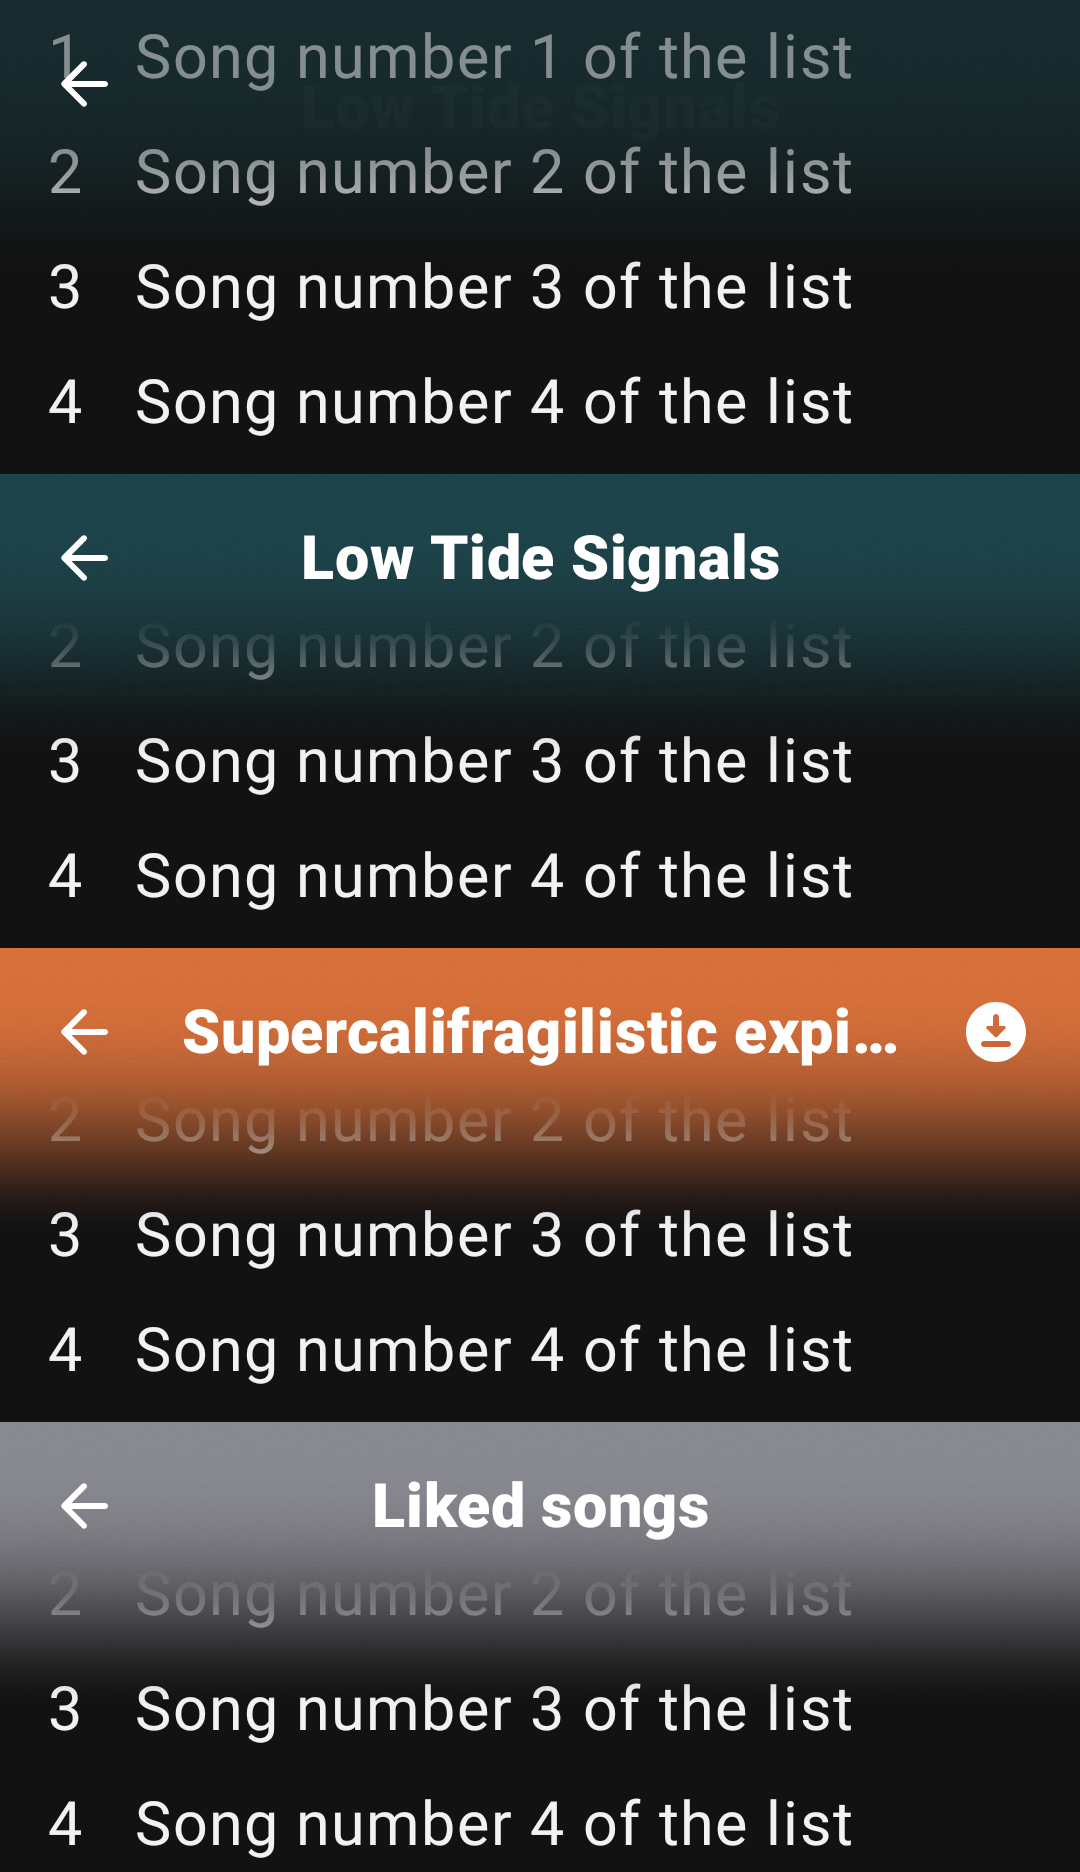 1 Song number 1 of the list
Low Tide Signals
2 Song number 2 of the list
3 Song number 3 of the list
4 Song number 4 of the list
Low Tide Signals
2 Song number 2 of the list
3 Song number 3 of the list
4 Song number 4 of the list
Supercalifragilistic expi...
2 Song number 2 of the list
3 Song number 3 of the list
4 Song number 4 of the list
Liked songs
2 Song number 2 of the list
3 Song number 3 of the list
4 Song number 4 of the list